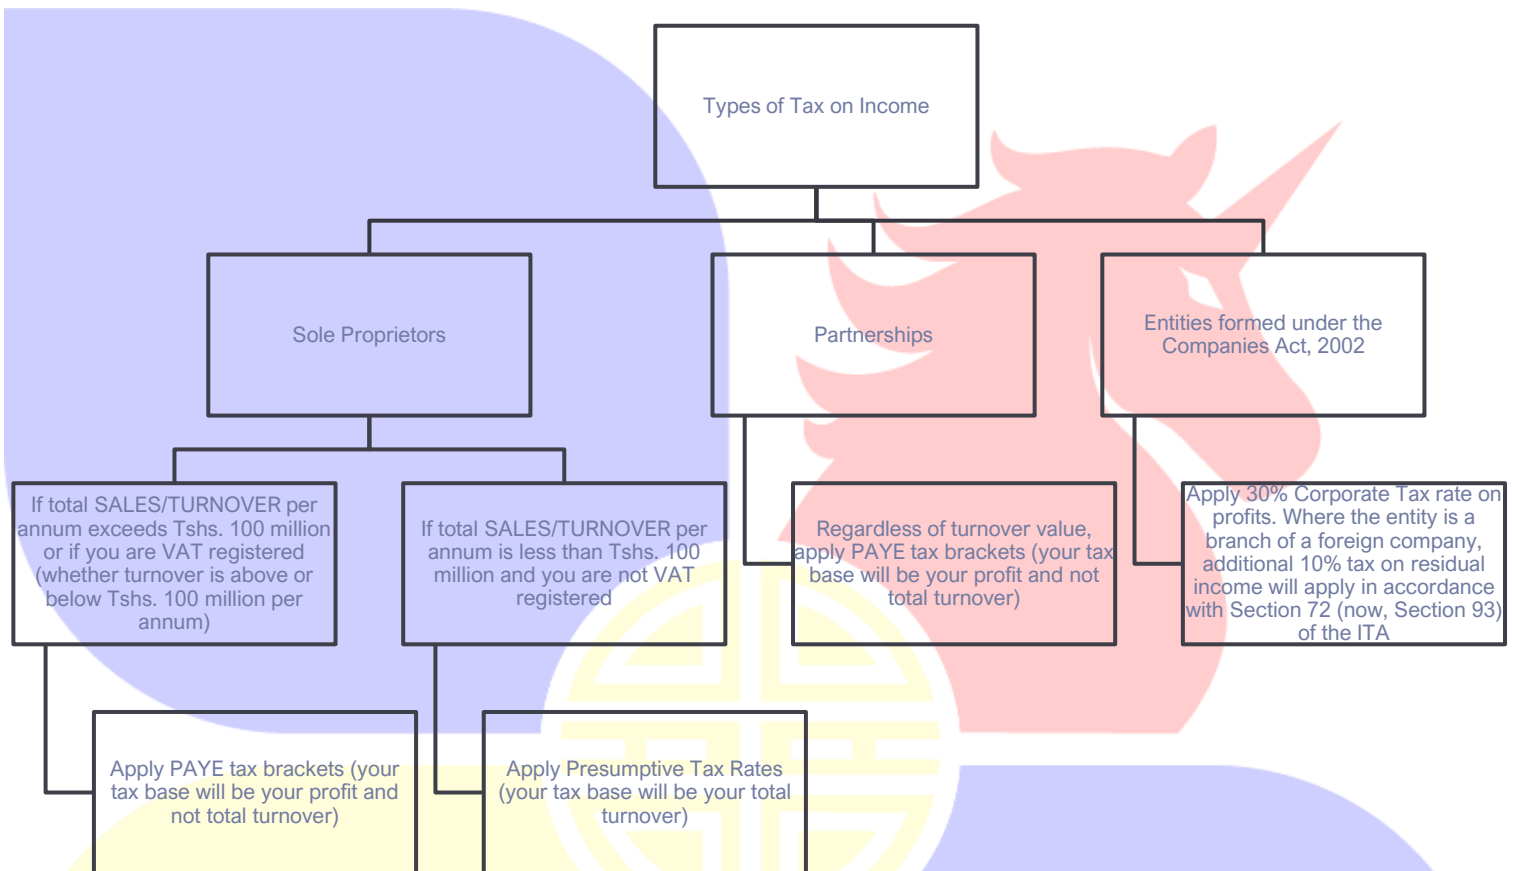 Types of Tax on Income
Sole Proprietors
Partnerships
Entities formed under the
Companies Act, 2002
If total SALES/TURNOVER per
annum exceeds Tshs. 100 million
or if you are VAT registered
(whether turnover is above or
below Tshs. 100 million per
annum)
If total SALES/TURNOVER per
annum is less than Tshs. 100
million and you are not VAT
registered
Regardless of turnover value,
apply PAYE tax brackets (your tax
base will be your profit and not
total turnover)
Apply 30% Corporate Tax rate on
profits. Where the entity is a
branch of a foreign company,
additional 10% tax on residual
income will apply in accordance
with Section 72 (now, Section 93)
of the ITA
Apply PAYE tax brackets (your
tax base will be your profit and
not total turnover)
Apply Presumptive Tax Rates
(your tax base will be your total
turnover)